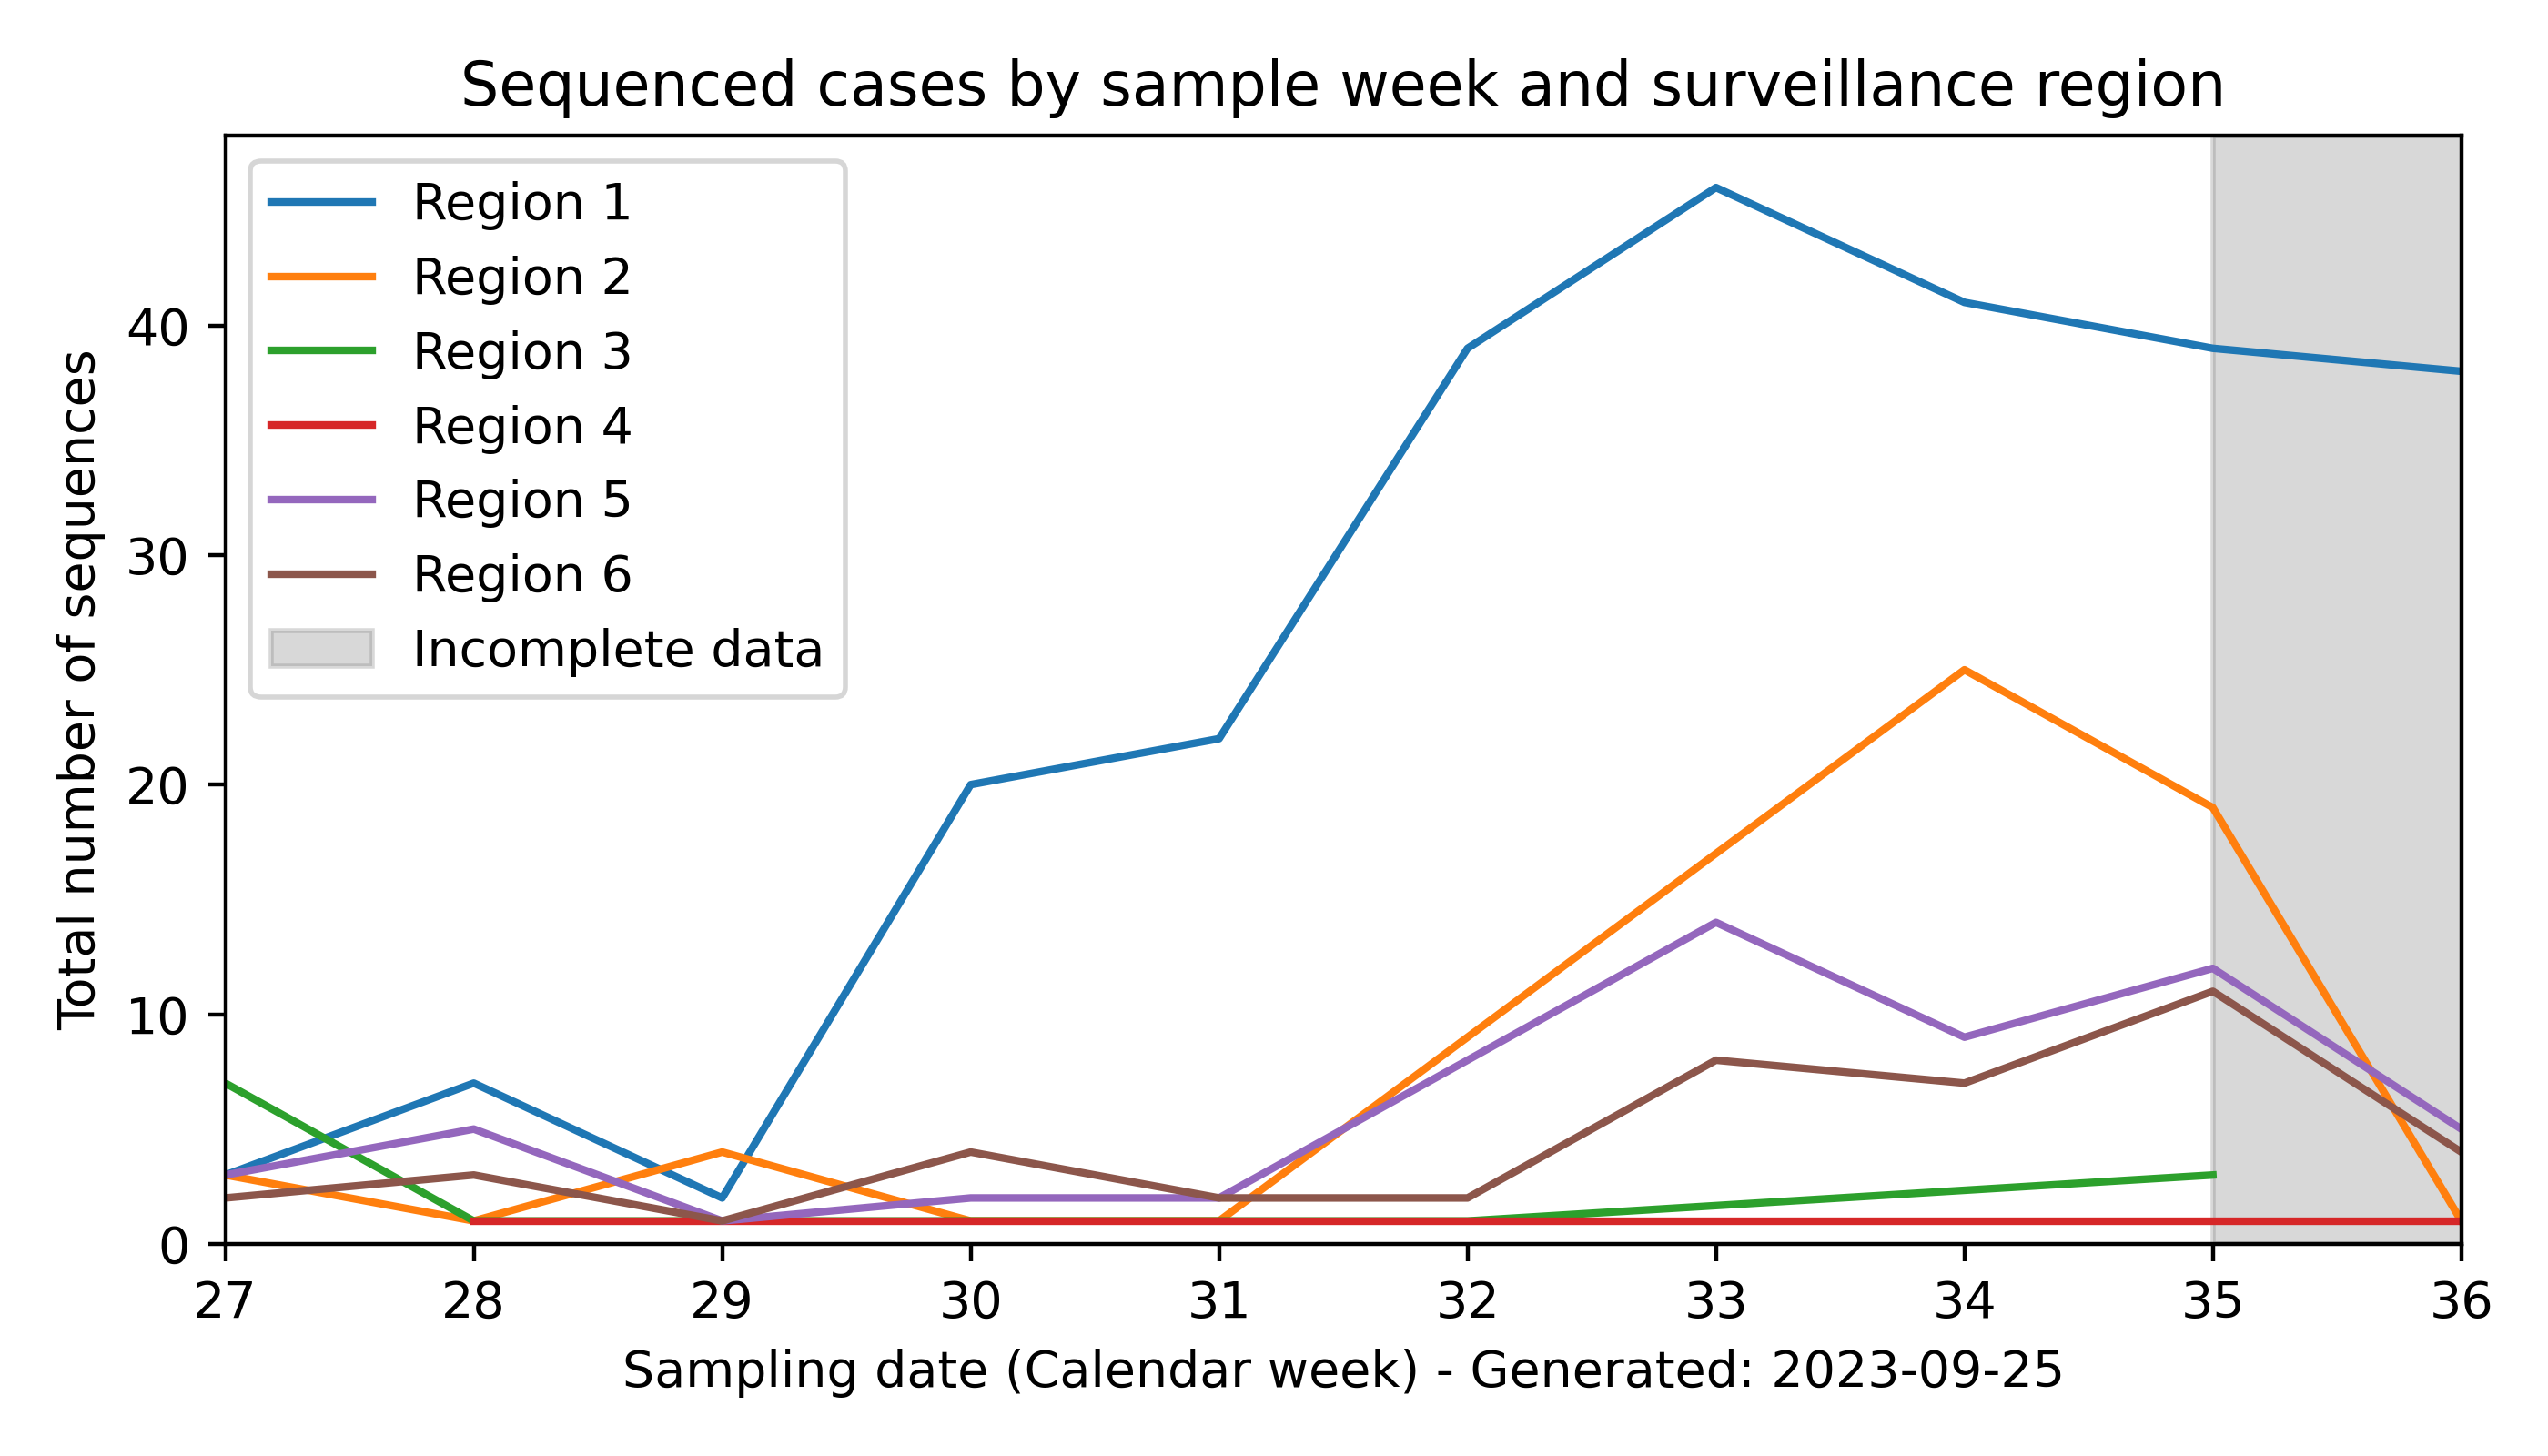 Sequenced cases by sample week and surveillance region
Region 1
Region 2
Region 3
Region 4
Region 5
Region 6
Incomplete data
Total number of sequences
40
30
20
10
0
27 28 29 30 31 32 33 34 35 36
Sampling date (Calendar week) - Generated: 2023-09-25